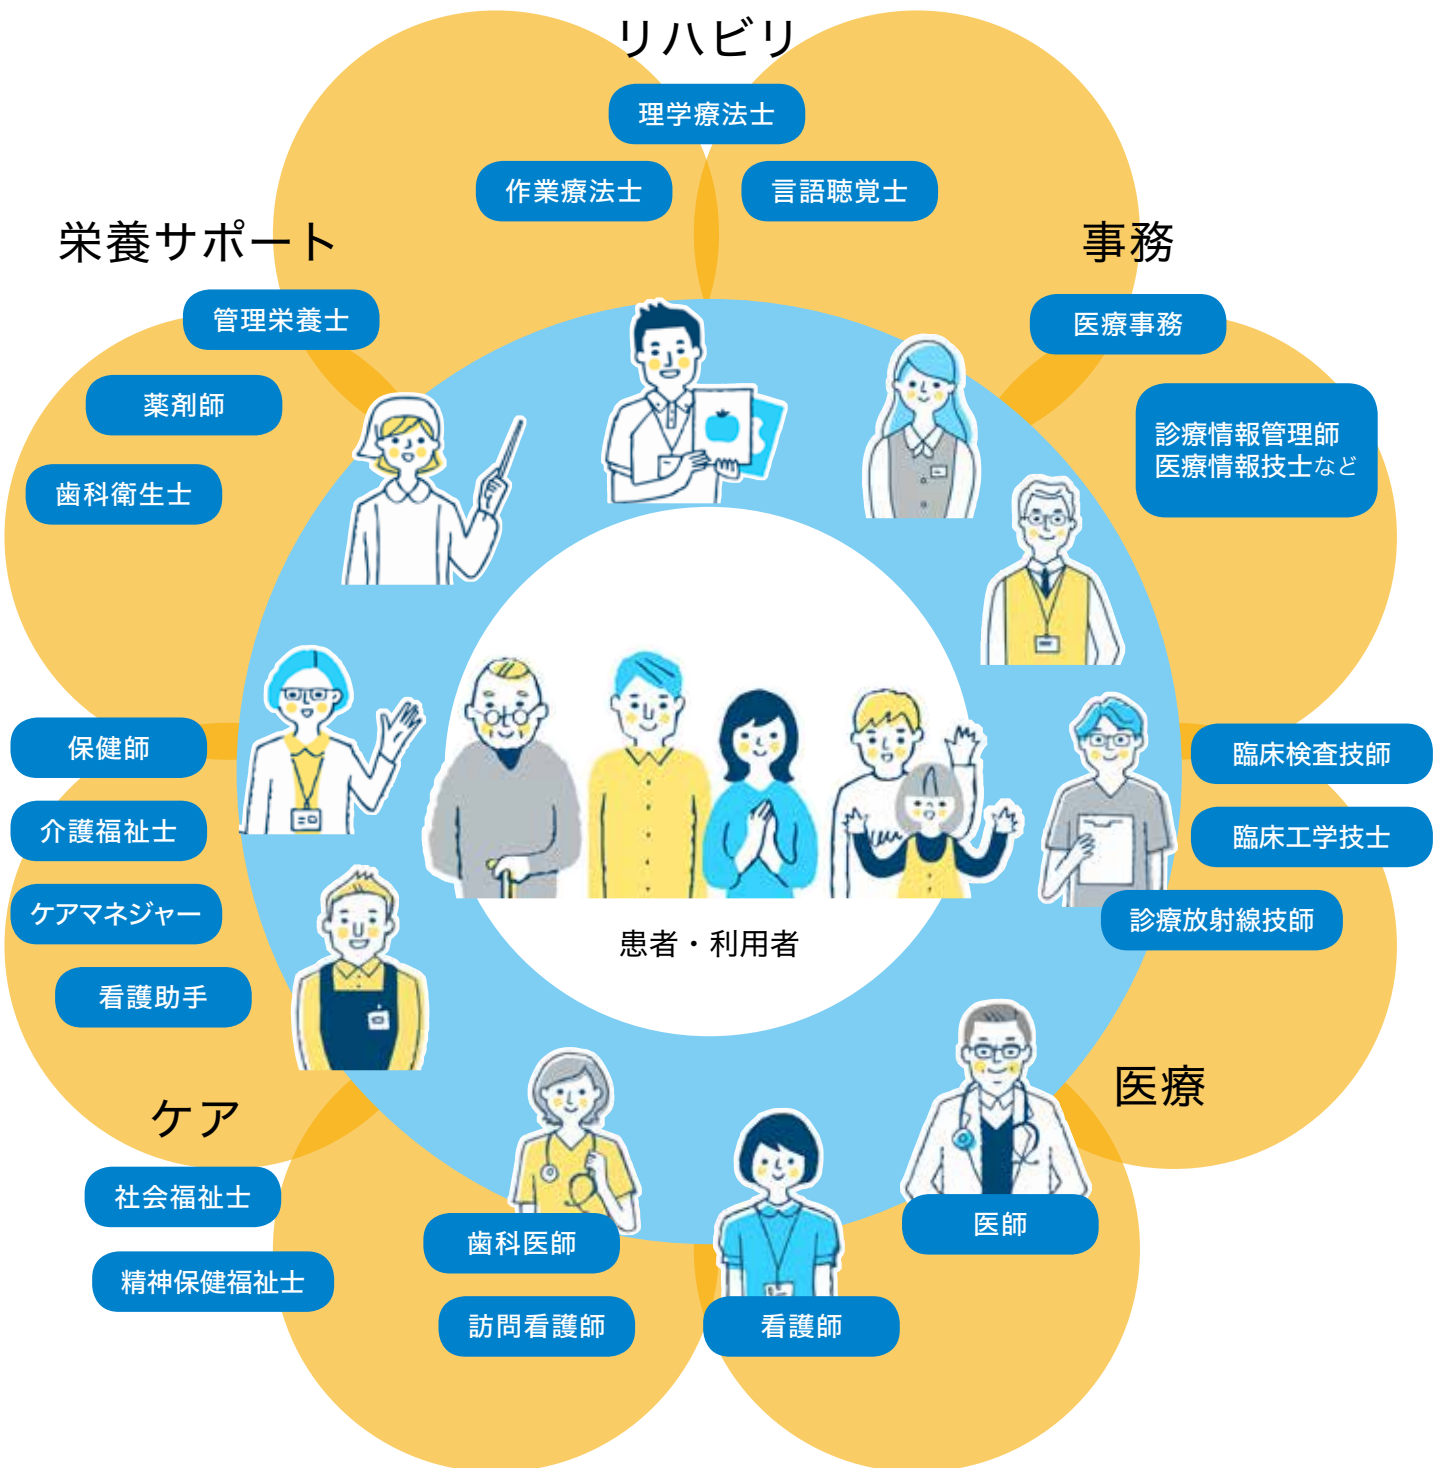 リハビリ
理学療法士
作業療法士
言語聴覚士
事務
医療事務
診療情報管理師
医療情報技士など
臨床検査技師
臨床工学技士
診療放射線技師
医療
医師
看護師
歯科医師
訪問看護師
栄養サポート
管理栄養士
薬剤師
歯科衛生士
保健師
介護福祉士
ケアマネジャー
看護助手
ケア
社会福祉士
精神保健福祉士
患者・利用者